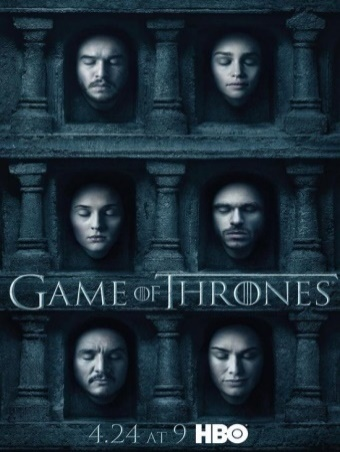 GAME OF THRONES
4.24 AT 9 HBO